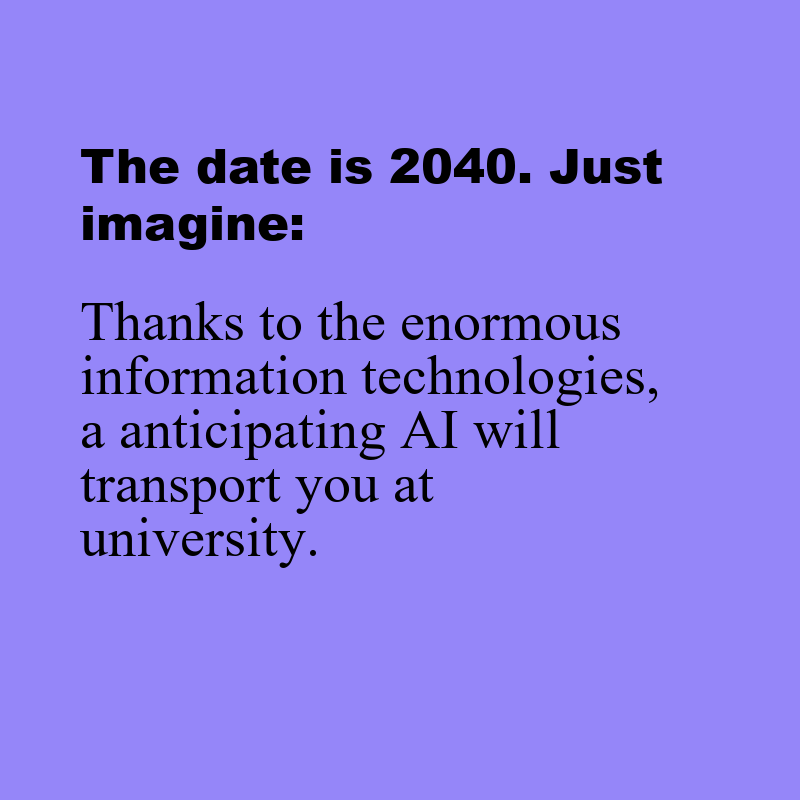 The date is 2040. Just
imagine:
Thanks to the enormous
information technologies,
a anticipating AI will
transport you at
university.